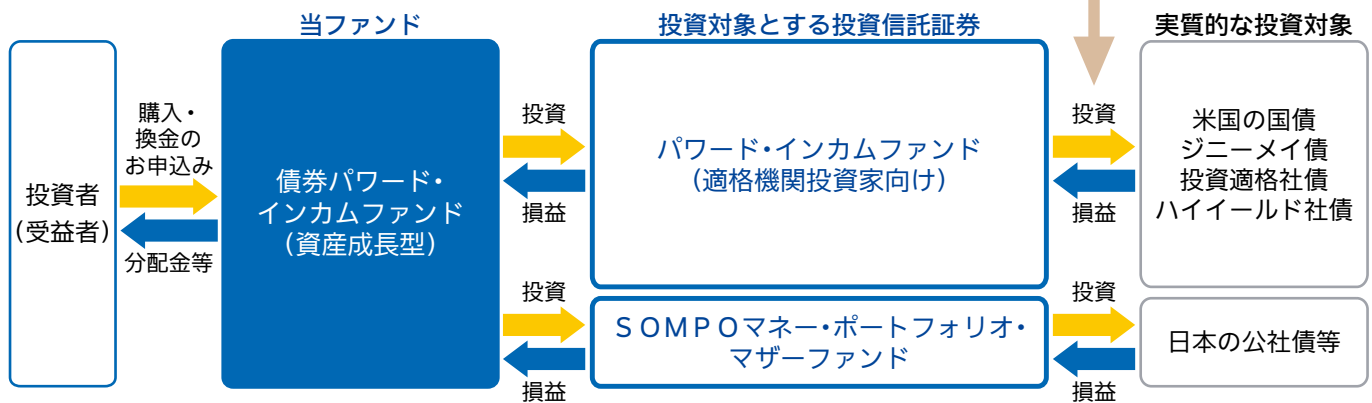 当ファンド
投資対象とする投資信託証券
実質的な投資対象
投資者
(受益者)
購入・
換金の
お申込み
分配金等
債券パワード・
インカムファンド
(資産成長型)
投資
損益
パワード・インカムファンド
(適格機関投資家向け)
投資
損益
米国の国債
ジニーメイ債
投資適格社債
ハイイールド社債
投資
損益
SOMPOマネー・ポートフォリオ・
マザーファンド
投資
損益
日本の公社債等